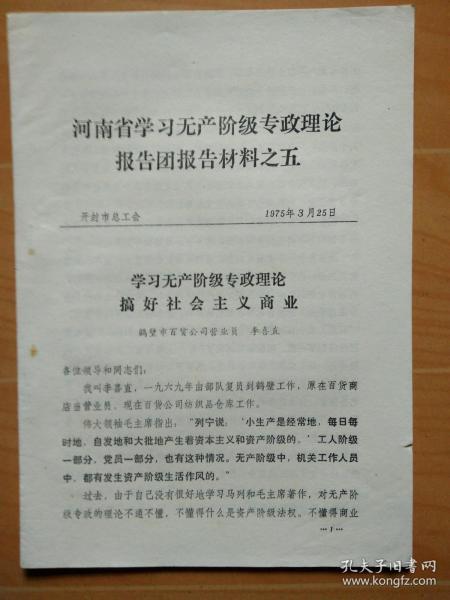 河南省学习无产阶级专政理论
报告团报告材料之五
开封市总工会 1975年3月25日
学习无产阶级专政理论
搞好社会主义商业
鹤壁市百货公司营业员 李喜直
各位领导和同志们：
我叫李喜直，一九六九年由部队复员到鹤壁工作，原在百货商
店当营业员，现在百货公司纺织品仓库工作。
伟大领袖毛主席指出：“列宁说：‘小生产是经常地，每日每
时地，自发地和大批地产生着资本主义和资产阶级的。’工人阶级
一部分，党员一部分，也有这种情况。无产阶级中，机关工作人员
中，都有发生资产阶级生活作风的。”
过去，由于自己没有很好地学习马列和毛主席著作，对无产阶
级专政的理论不通不懂，不懂得什么是资产阶级法权。不懂得商业
…1…
孔夫子旧书网
www.kongfz.com